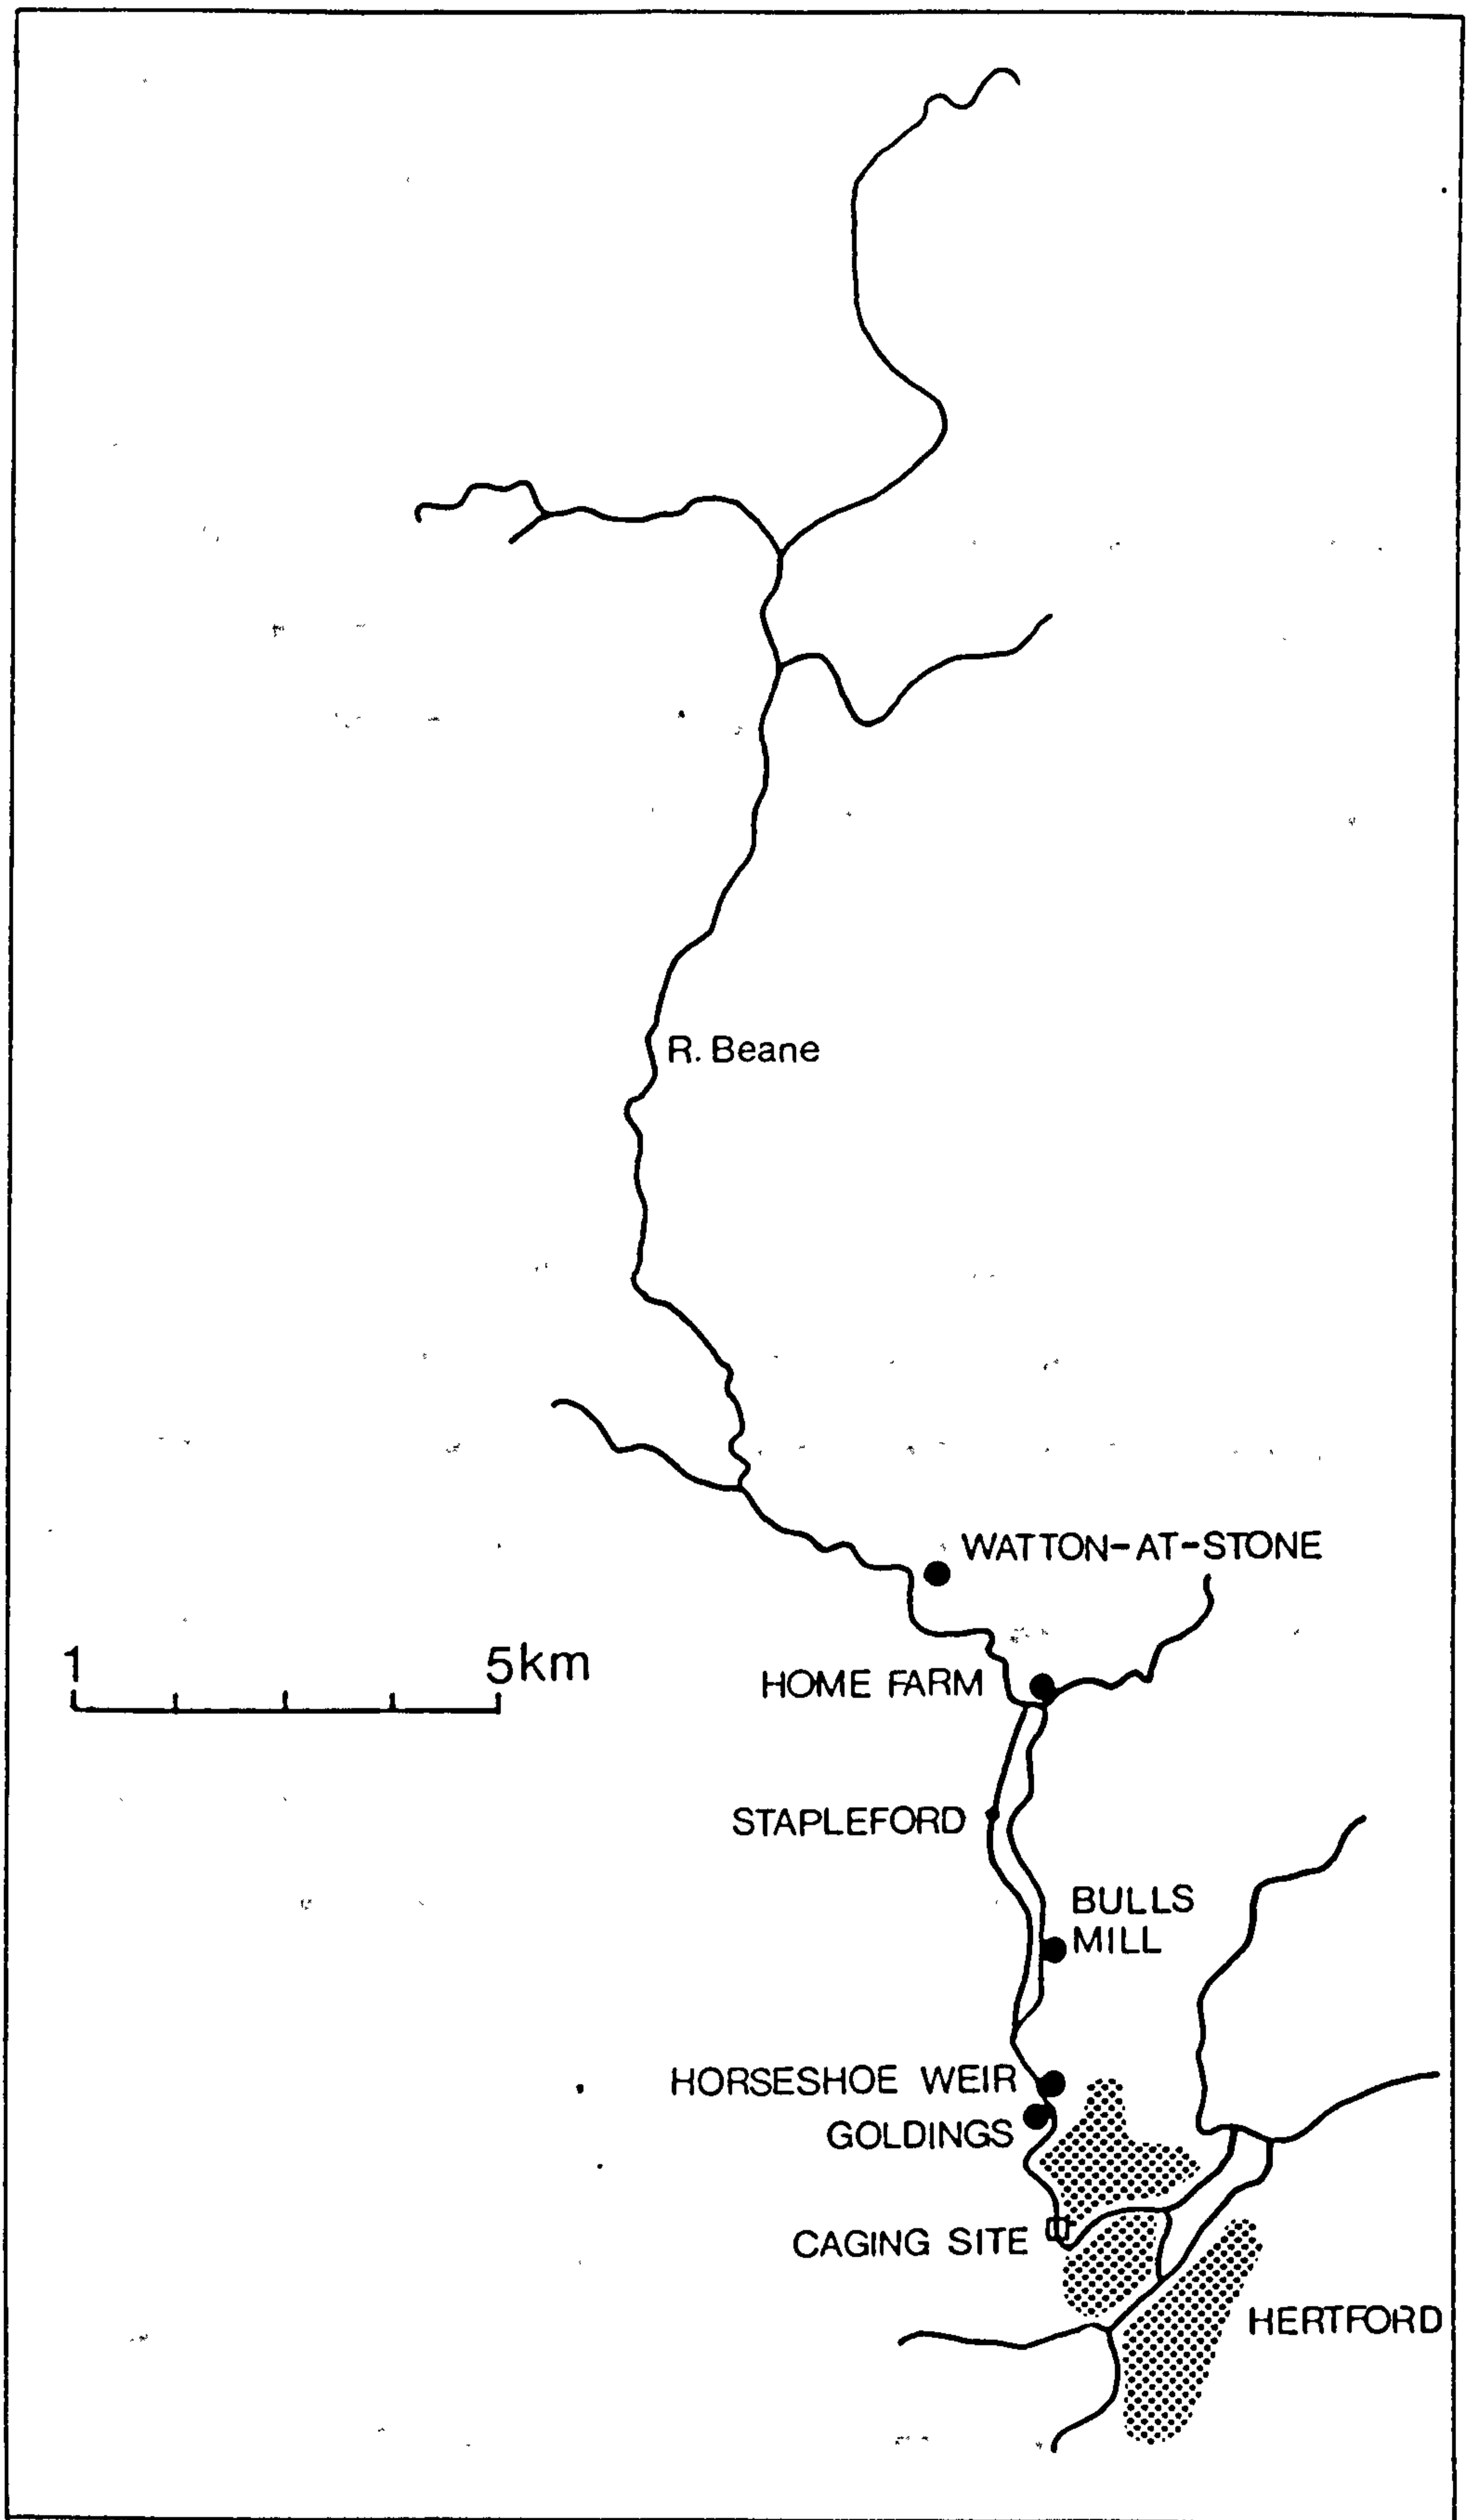 R. Beane
WATTON-AT-STONE
1 5km
HOME FARM
STAPLEFORD
BULLS
MILL
HORSESHOE WEIR
GOLDINGS
CAGING SITE
HERTFORD